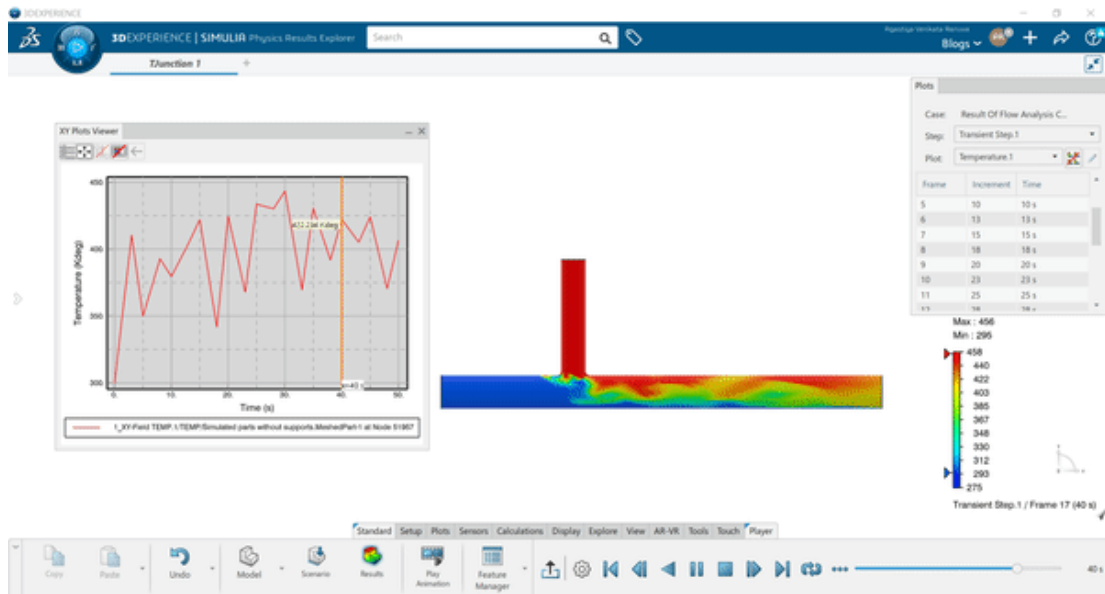 3DEXPERIENCE
3DEXPERIENCE | SIMULIA Physics Results Explorer
Search
Blogs
TJunction 1
+
Plots
Case: Result Of Flow Analysis C...
Step: Transient Step.1
Plot: Temperature.1
Frame Increment Time
5 10 10 s
6 13 13 s
7 15 15 s
8 18 18 s
9 20 20 s
10 23 23 s
11 25 25 s
12 28 28 s
XY Plots Viewer
450
400
350
300
Temperature (Kdeg)
0. 10. 20. 30. 40. 50.
x=40 s
Time (s)
1_XY-Field TEMP.1/TEMP/Simulated parts without supports.MeshedPart-1 at Node 51967
Max : 456
Min : 295
458
440
422
403
385
367
348
330
312
293
275
Transient Step.1 / Frame 17 (40 s)
Standard Setup Plots Sensors Calculations Display Explore View AR-VR Tools Touch Player
Copy
Paste
Undo
Model
Scenario
Results
Play Animation
Feature Manager
40 s